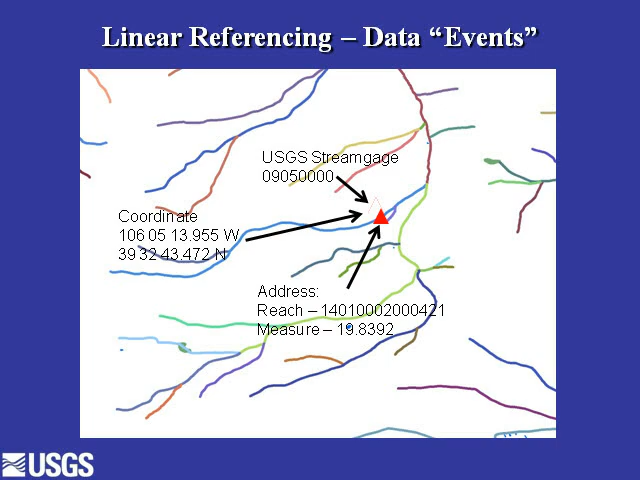 Linear Referencing – Data “Events”
USGS Streamgage
09050000
Coordinate
106 05 13.955 W
39 32 43.472 N
Address:
Reach – 14010002000421
Measure – 19.8392
USGS